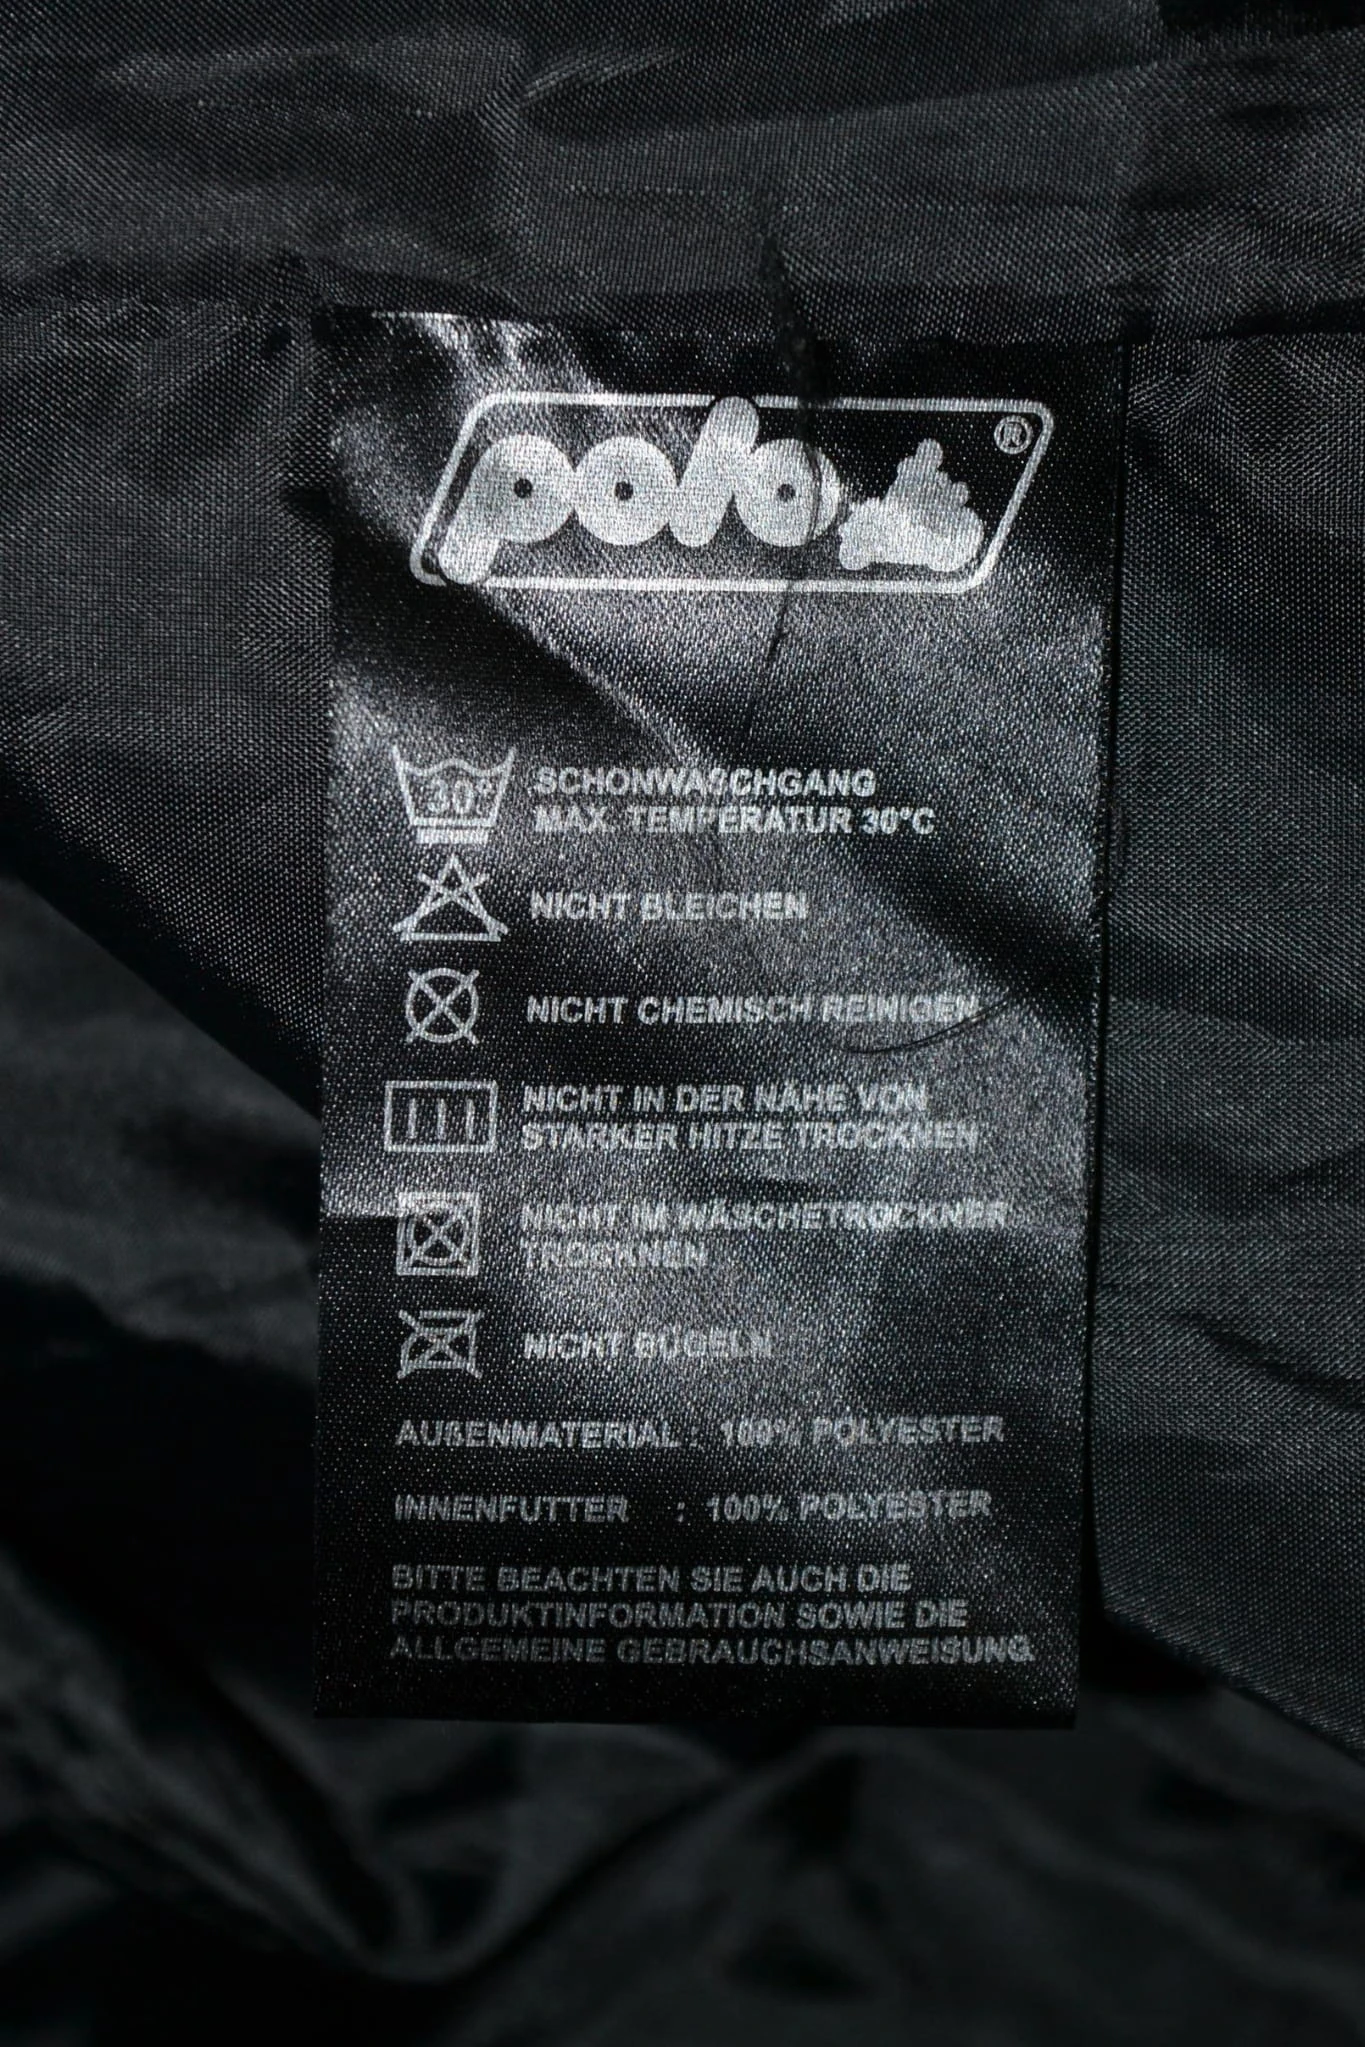 polo ®
30° SCHONWASCHGANG
MAX. TEMPERATUR 30°C
NICHT BLEICHEN
NICHT CHEMISCH REINIGEN
NICHT IN DER NÄHE VON
STARKER HITZE TROCKNEN
NICHT IM WÄSCHETROCKNER
TROCKNEN
NICHT BÜGELN
AUßENMATERIAL : 100% POLYESTER
INNENFUTTER : 100% POLYESTER
BITTE BEACHTEN SIE AUCH DIE
PRODUKTINFORMATION SOWIE DIE
ALLGEMEINE GEBRAUCHSANWEISUNG.